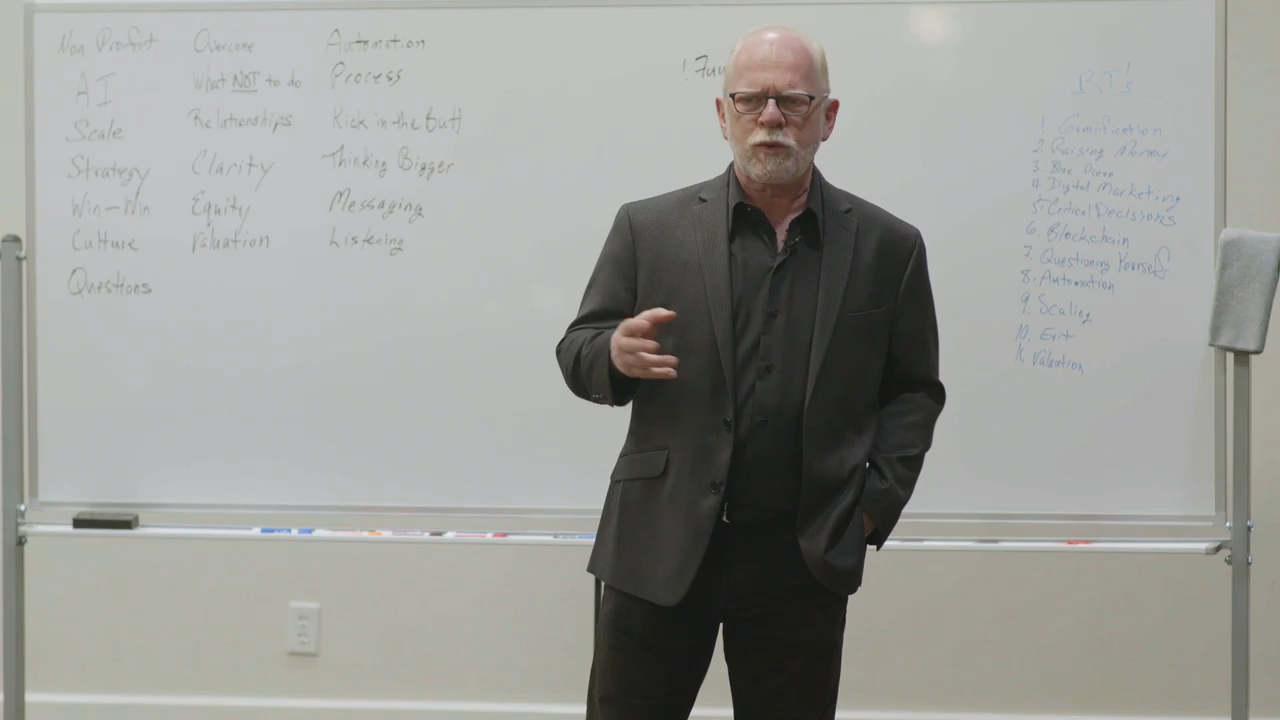 Non Profit
AI
Scale
Strategy
Win-Win
Culture
Questions
Overcome
What NOT to do
Relationships
Clarity
Equity
Valuation
Automation
Process
Kick in the Butt
Thinking Bigger
Messaging
Listening
RT's
1 Gamification
2. Raising Money
3. Blue Ocean
4. Digital Marketing
5. Critical Decisions
6. Blockchain
7. Questioning Yourself
8. Automation
9. Scaling
10. Exit
11. Valuation